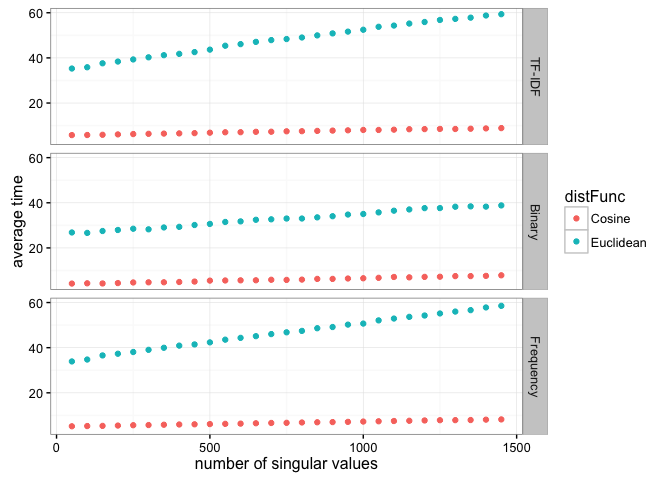 60
40
20
TF-IDF
60
40
20
Binary
60
40
20
Frequency
average time
0
500
1000
1500
number of singular values
distFunc
Cosine
Euclidean